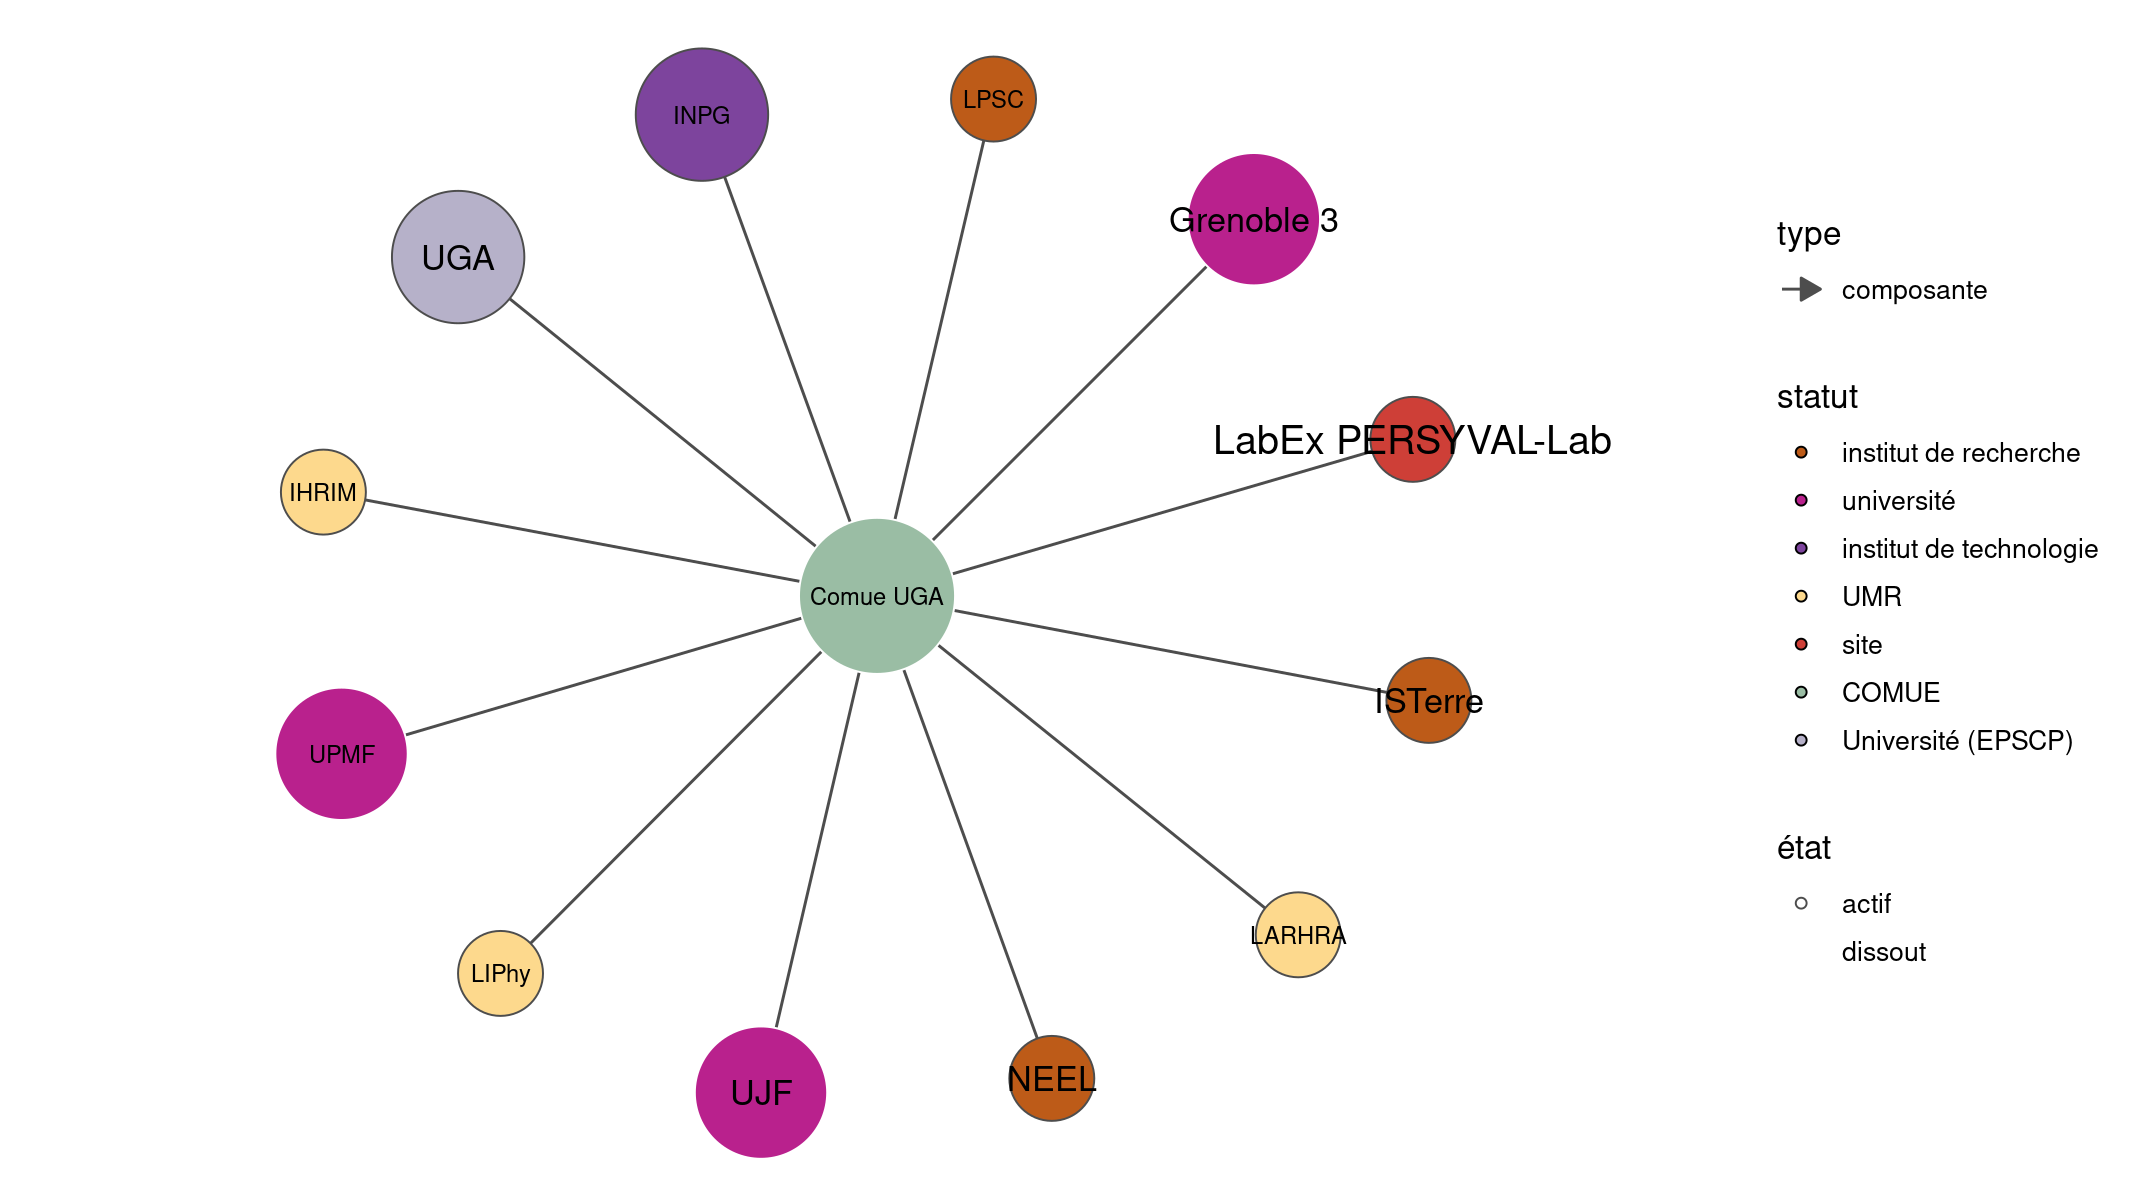 INPG
LPSC
Grenoble 3
UGA
LabEx PERSYVAL-Lab
IHRIM
Comue UGA
ISTerre
UPMF
LARHRA
LIPhy
NEEL
UJF
type
composante
statut
institut de recherche
université
institut de technologie
UMR
site
COMUE
Université (EPSCP)
état
actif
dissout